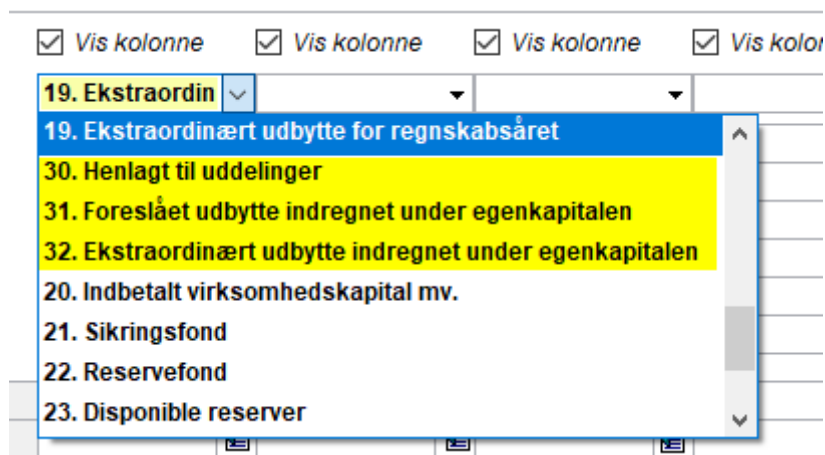 Vis kolonne Vis kolonne Vis kolonne Vis kolon
19. Ekstraordin
19. Ekstraordinært udbytte for regnskabsåret
30. Henlagt til uddelinger
31. Foreslået udbytte indregnet under egenkapitalen
32. Ekstraordinært udbytte indregnet under egenkapitalen
20. Indbetalt virksomhedskapital mv.
21. Sikringsfond
22. Reservefond
23. Disponible reserver